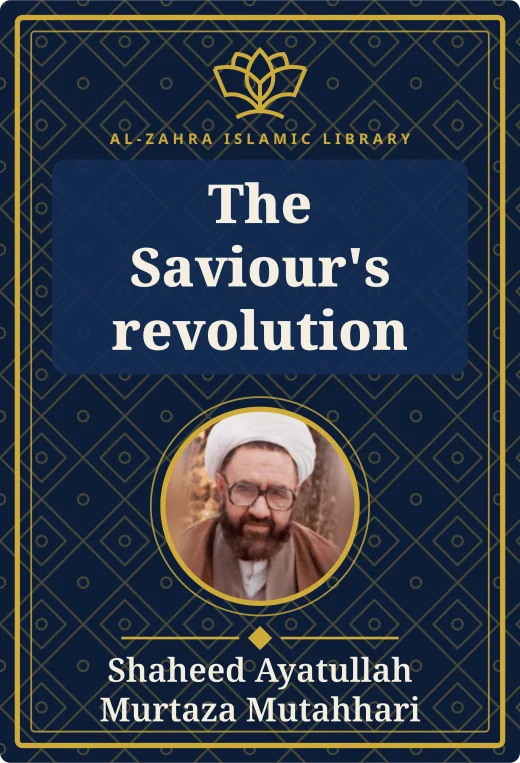 AL-ZAHRA ISLAMIC LIBRARY
The
Saviour's
revolution
Shaheed Ayatullah
Murtaza Mutahhari